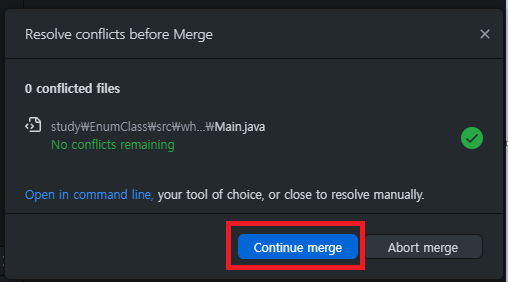 Resolve conflicts before Merge
0 conflicted files
study₩EnumClass₩src₩wh...₩Main.java
No conflicts remaining
Open in command line, your tool of choice, or close to resolve manually.
Continue merge
Abort merge